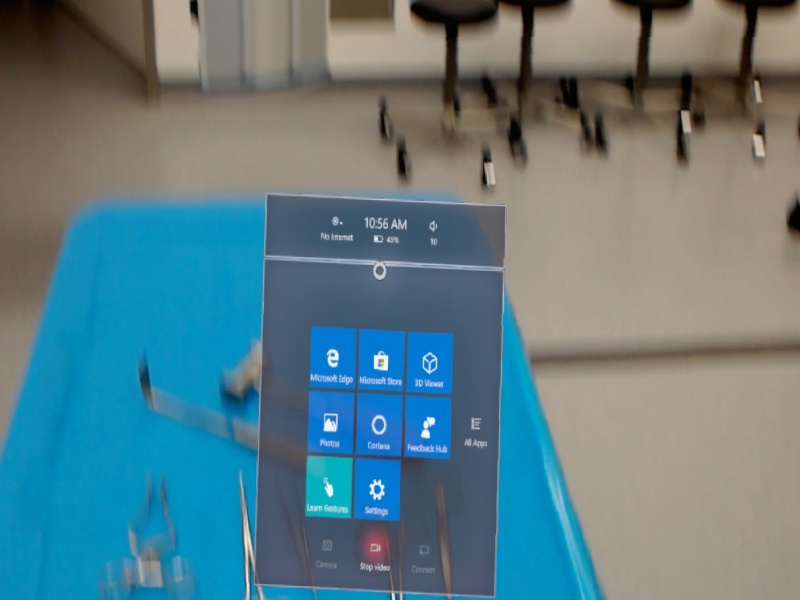 10:56 AM
No Internet
43%
10
Microsoft Edge
Microsoft Store
3D Viewer
Photos
Cortana
Feedback Hub
All Apps
Learn Gestures
Settings
Camera
Stop video
Connect